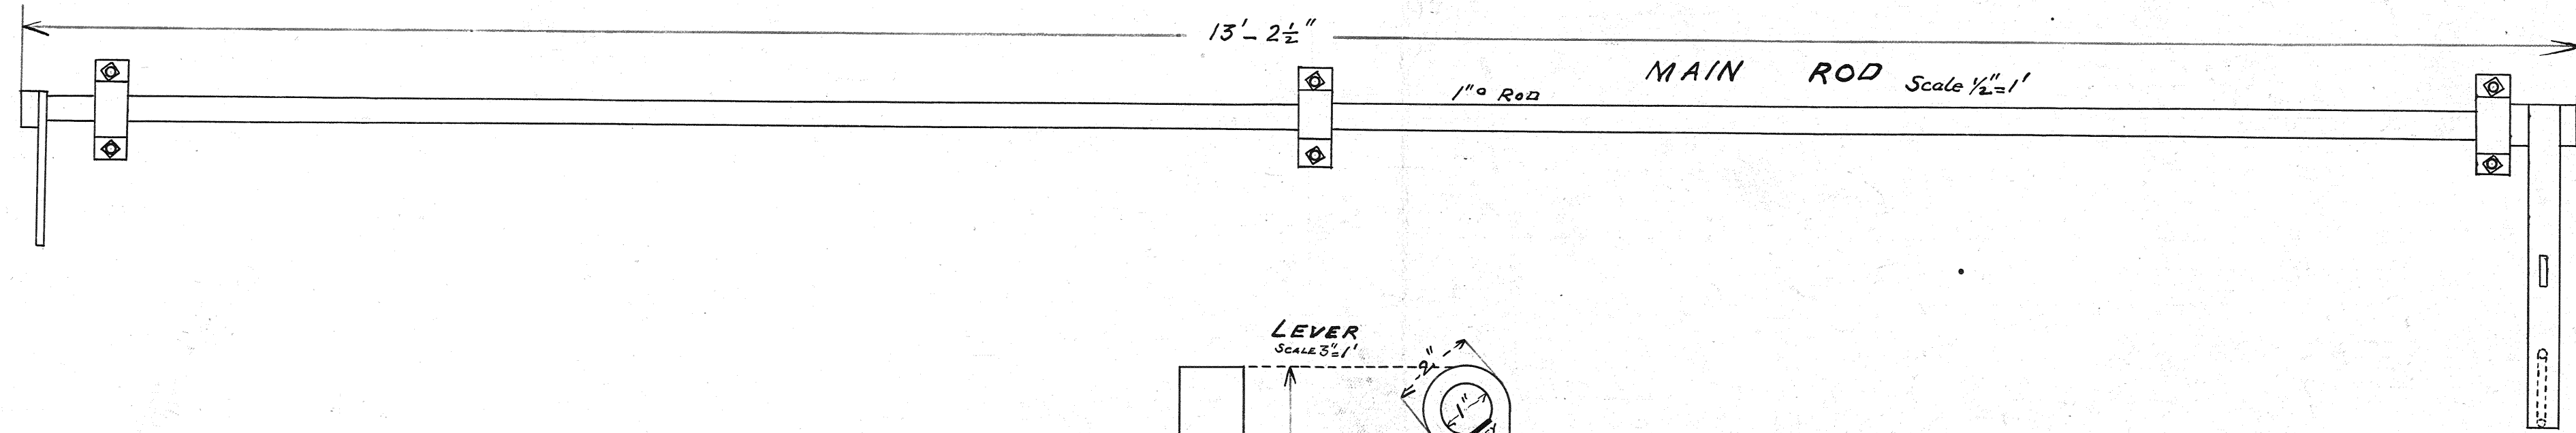 13'-2½"
MAIN ROD Scale ½"=1'
1"° ROD
LEVER
SCALE 3"=1'
2"
1"